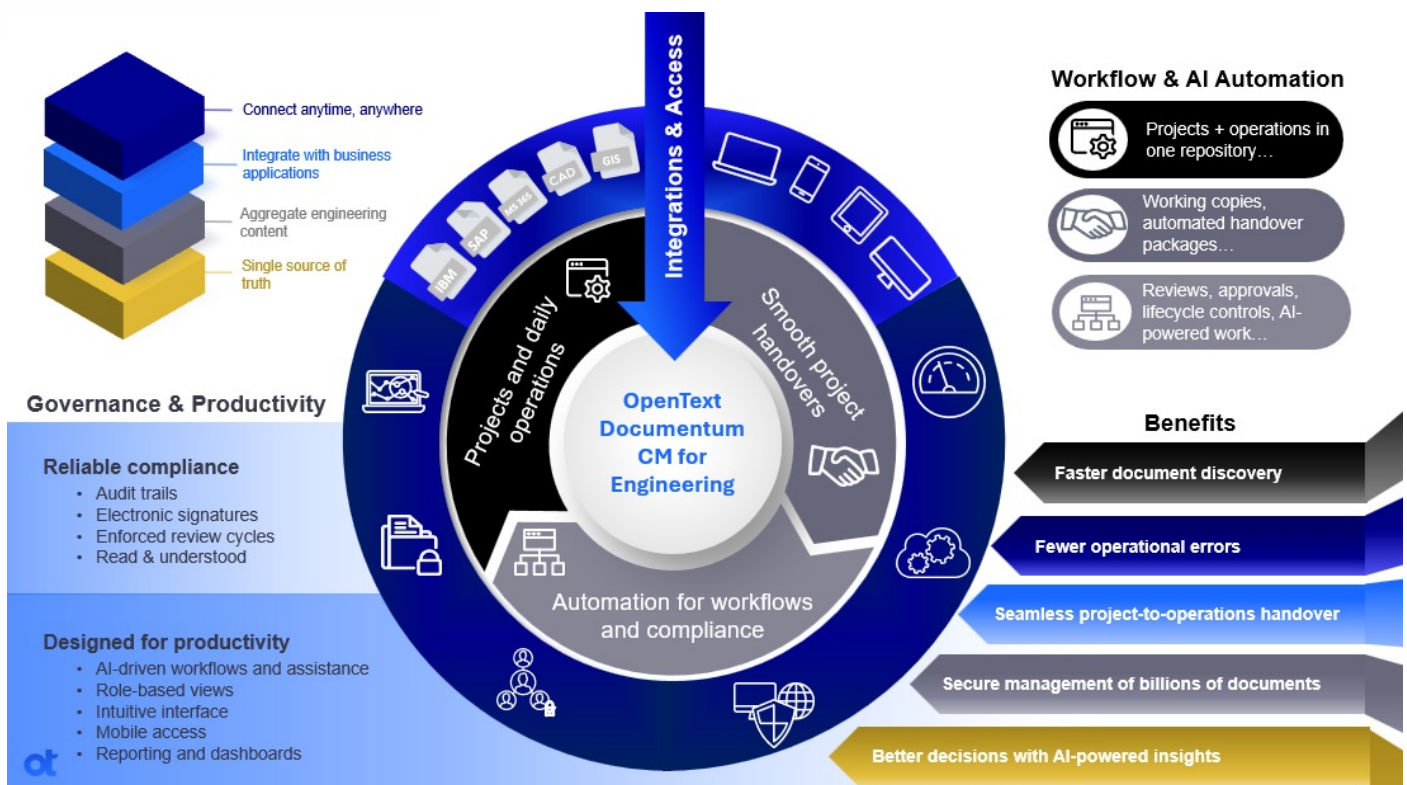 Connect anytime, anywhere
Integrate with business
applications
Aggregate engineering
content
Single source of
truth
Integrations & Access
IBM
SAP
MS 365
CAD
GIS
Projects and daily
operations
Smooth project
handovers
OpenText
Documentum
CM for
Engineering
Automation for workflows
and compliance
Workflow & AI Automation
Projects + operations in
one repository…
Working copies,
automated handover
packages…
Reviews, approvals,
lifecycle controls, AI-
powered work…
Governance & Productivity
Reliable compliance
• Audit trails
• Electronic signatures
• Enforced review cycles
• Read & understood
Designed for productivity
• AI-driven workflows and assistance
• Role-based views
• Intuitive interface
• Mobile access
• Reporting and dashboards
ot
Benefits
Faster document discovery
Fewer operational errors
Seamless project-to-operations handover
Secure management of billions of documents
Better decisions with AI-powered insights